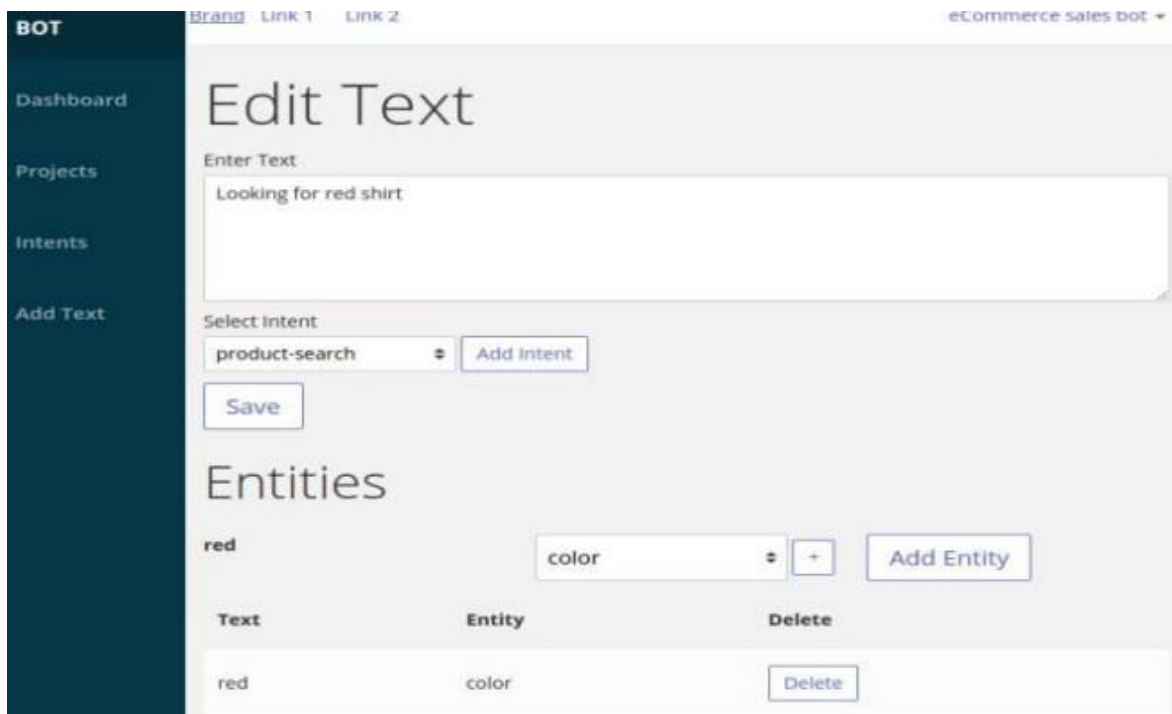 BOT
Brand Link 1 Link 2 eCommerce sales bot
Dashboard
Projects
Intents
Add Text
Edit Text
Enter Text
Looking for red shirt
Select Intent
product-search Add Intent
Save
Entities
red color + Add Entity
Text Entity Delete
red color Delete